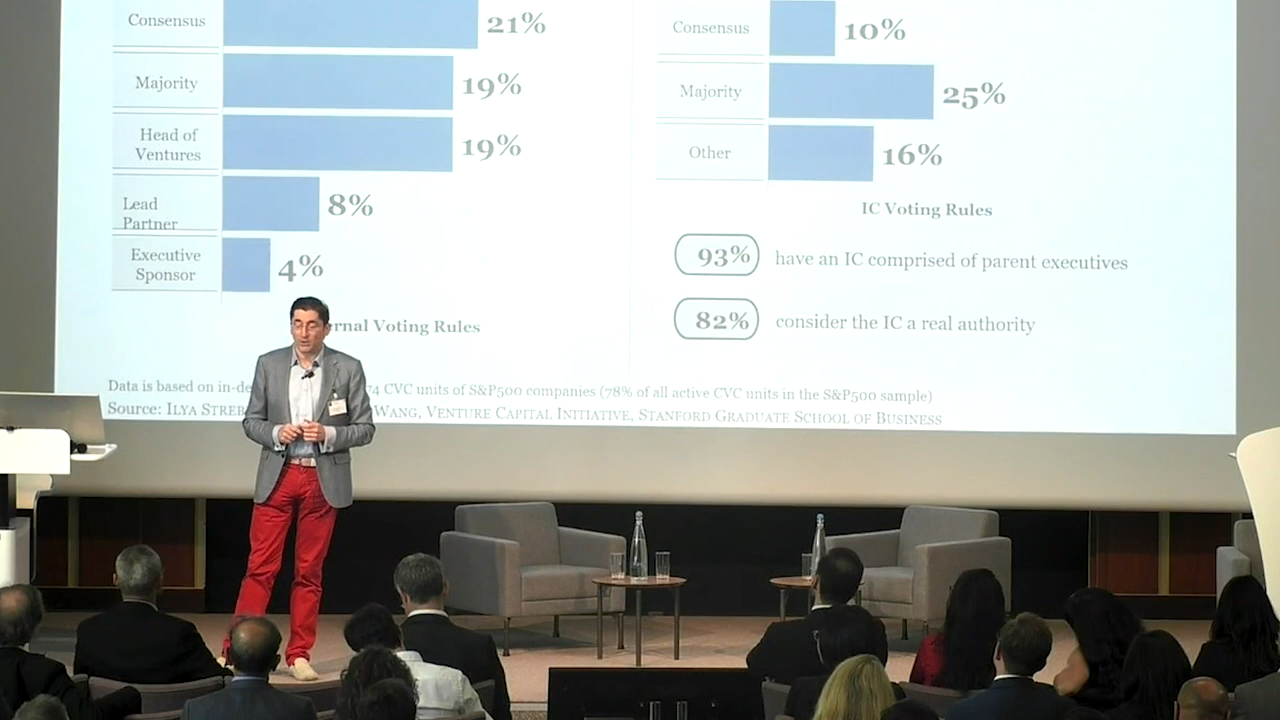 Consensus 21%
Majority 19%
Head of
Ventures 19%
Lead
Partner 8%
Executive
Sponsor 4%
rnal Voting Rules
Consensus 10%
Majority 25%
Other 16%
IC Voting Rules
93% have an IC comprised of parent executives
82% consider the IC a real authority
Data is based on in-de 74 CVC units of S&P500 companies (78% of all active CVC units in the S&P500 sample)
Source: ILYA STREB WANG, VENTURE CAPITAL INITIATIVE, STANFORD GRADUATE SCHOOL OF BUSINESS